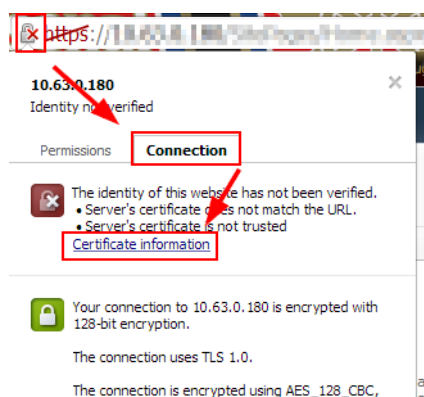 https://
10.63.0.180
Identity not verified
Permissions Connection
The identity of this website has not been verified.
• Server's certificate does not match the URL.
• Server's certificate is not trusted
Certificate information
Your connection to 10.63.0.180 is encrypted with
128-bit encryption.
The connection uses TLS 1.0.
The connection is encrypted using AES_128_CBC,